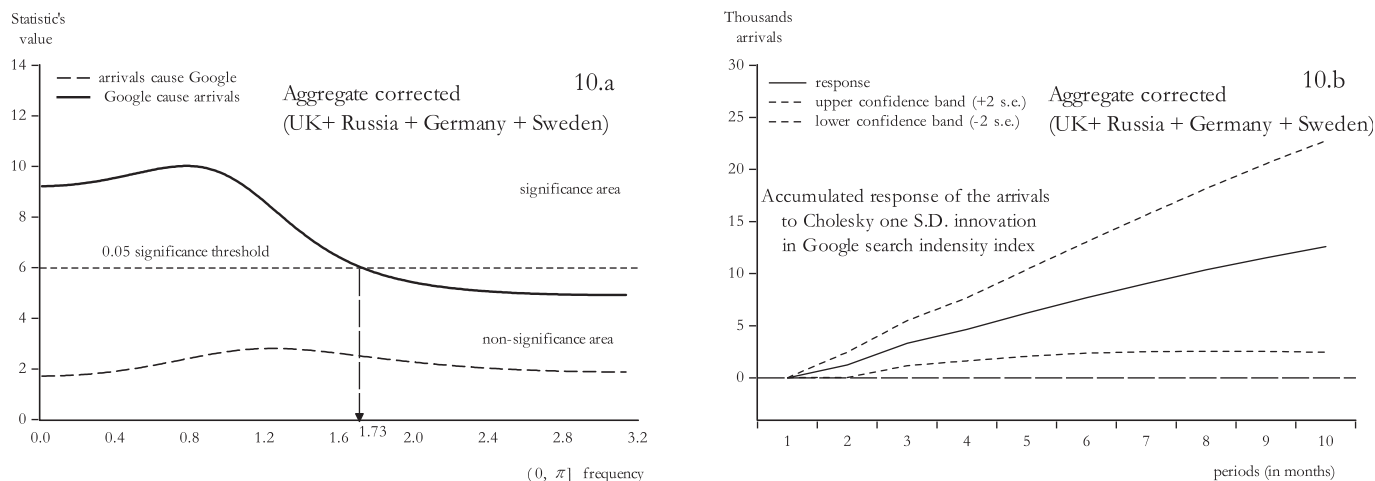 Statistic's
value
14
12
10
8
6
4
2
0
arrivals cause Google
Google cause arrivals
Aggregate corrected
(UK+ Russia + Germany + Sweden)
10.a
significance area
0.05 significance threshold
non-significance area
0.0 0.4 0.8 1.2 1.6 1.73 2.0 2.4 2.8 3.2
(0, π] frequency
Thousands
arrivals
30
25
20
15
10
5
0
response
upper confidence band (+2 s.e.)
lower confidence band (-2 s.e.)
Aggregate corrected
(UK+ Russia + Germany + Sweden)
10.b
Accumulated response of the arrivals
to Cholesky one S.D. innovation
in Google search indensity index
1 2 3 4 5 6 7 8 9 10
periods (in months)